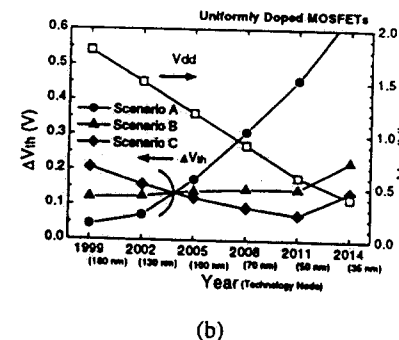 Uniformly Doped MOSFETs
0.6
0.5
0.4
0.3
0.2
0.1
0.0
ΔVth (V)
2.0
1.5
1.0
0.5
0.0
Vdd
Scenario A
Scenario B
Scenario C
ΔVth
1999 2002 2005 2008 2011 2014
(180 nm) (130 nm) (100 nm) (70 nm) (50 nm) (35 nm)
Year (Technology Node)
(b)